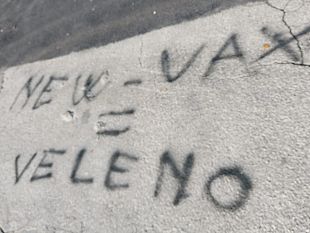 NEW-VAX
=
VELENO